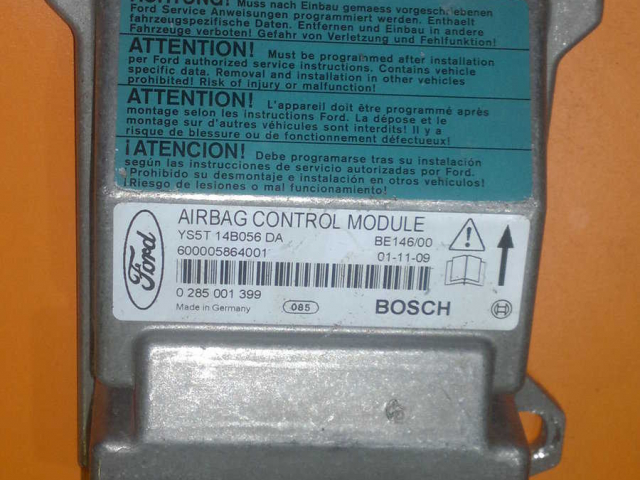 ACHTUNG! Muss nach Einbau gemaess vorgeschriebenen
Ford Service Anweisungen programmiert werden. Enthaelt
fahrzeugspezifische Daten. Entfernen und Einbau in andere
Fahrzeuge verboten! Gefahr von Verletzung und Fehlfunktion!
ATTENTION! Must be programmed after installation
per Ford authorized service instructions. Contains vehicle
specific data. Removal and installation in other vehicles
prohibited! Risk of injury or malfunction!
ATTENTION! L'appareil doit être programmé après
montage selon les instructions Ford. La dépose et le
montage sur d'autres véhicules sont interdits! Il y a
risque de blessure ou de fonctionnement défectueux!
¡ATENCION! Debe programarse tras su instalación
según las instrucciones de servicio autorizadas por Ford.
¡Prohibido su desmontaje e instalación en otros vehículos!
¡Riesgo de lesiones o mal funcionamiento!
Ford
AIRBAG CONTROL MODULE
YS5T 14B056 DA BE146/00
600005864001 01-11-09
0 285 001 399
Made in Germany 085 BOSCH